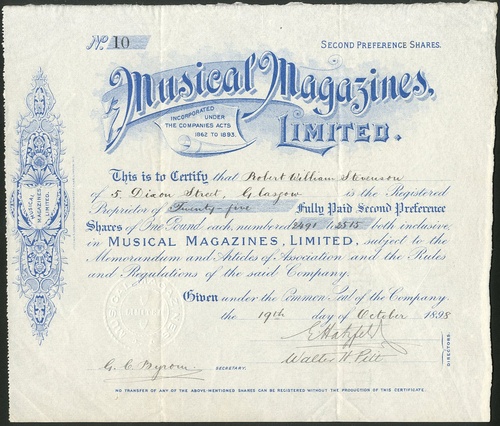 No. 10
SECOND PREFERENCE SHARES.
Musical Magazines,
INCORPORATED UNDER
THE COMPANIES ACTS
1862 TO 1893.
LIMITED.
MUSICAL
MAGAZINES
LIMITED.
This is to Certify that Robert William Stevenson
of 5, Dixon Street, Glasgow is the Registered
Proprietor of Twenty-five Fully Paid Second Preference
Shares of One Pound each, numbered 2491 to 2515 both inclusive,
in MUSICAL MAGAZINES, LIMITED, subject to the
Memorandum and Articles of Association and the Rules
and Regulations of the said Company.
Given under the Common Seal of the Company
the 19th day of October 1898
Walter H. Pitt
DIRECTORS.
G. C. Byrom
SECRETARY.
NO TRANSFER OF ANY OF THE ABOVE-MENTIONED SHARES CAN BE REGISTERED WITHOUT THE PRODUCTION OF THIS CERTIFICATE.